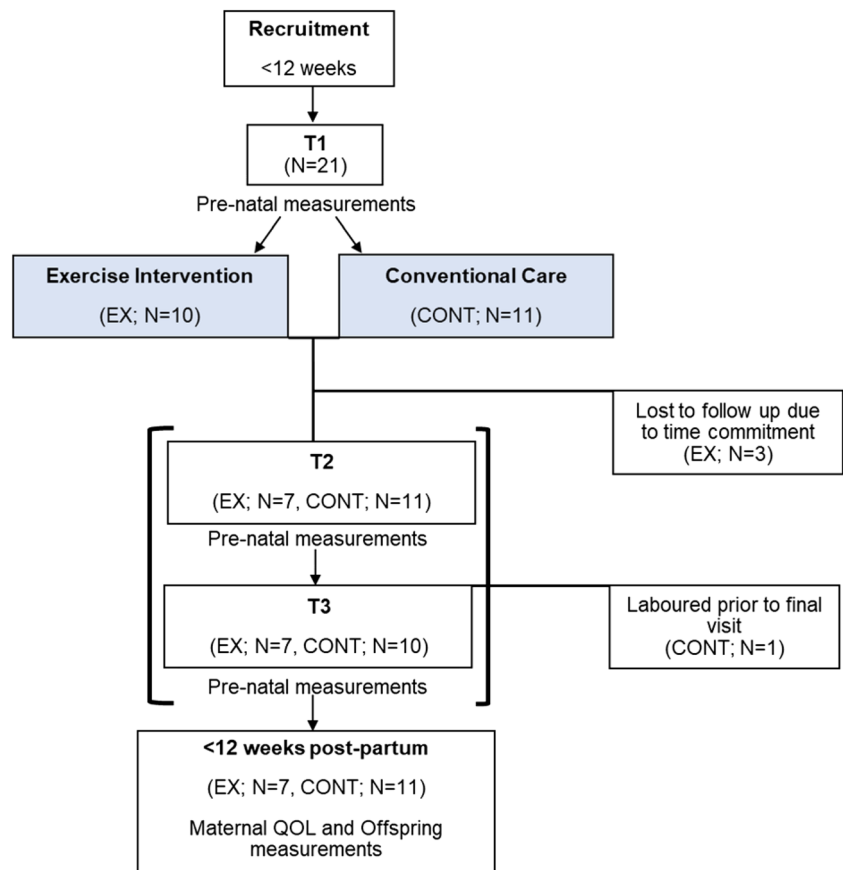 Recruitment
<12 weeks
T1
(N=21)
Pre-natal measurements
Exercise Intervention
(EX; N=10)
Conventional Care
(CONT; N=11)
Lost to follow up due
to time commitment
(EX; N=3)
T2
(EX; N=7, CONT; N=11)
Pre-natal measurements
T3
(EX; N=7, CONT; N=10)
Laboured prior to final
visit
(CONT; N=1)
Pre-natal measurements
<12 weeks post-partum
(EX; N=7, CONT; N=11)
Maternal QOL and Offspring
measurements